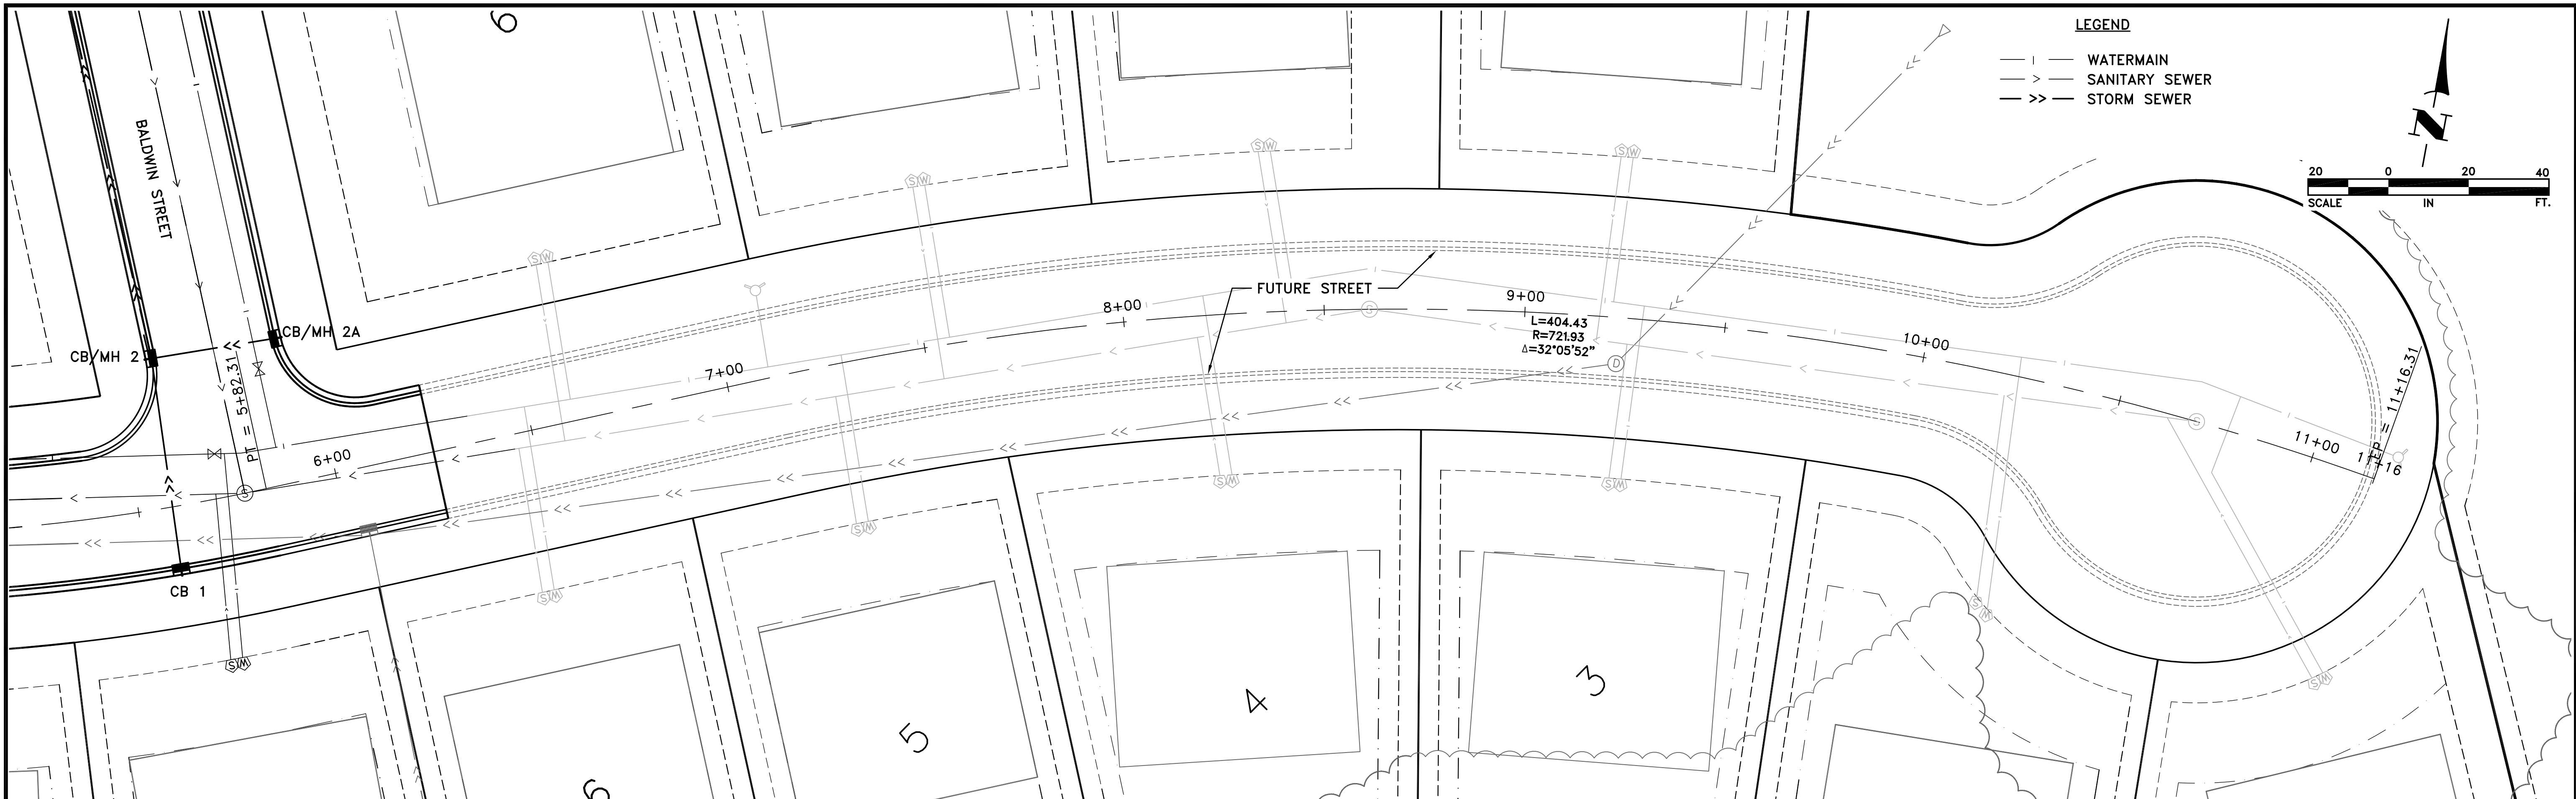 6
LEGEND
WATERMAIN
SANITARY SEWER
>> STORM SEWER
N
20 0 20 40
SCALE IN FT.
BALDWIN STREET
S W
S W
S W
S W
FUTURE STREET
8+00
9+00
L=404.43
R=721.93
Δ=32°05'52"
10+00
CB/MH 2A
CB/MH 2
7+00
D
S
PT = 5+82.31
6+00
S
S
11+00
11+16
EP = 11+16.31
CB 1
S W
S W
S W
S W
S W
S W
S W
6
5
4
3